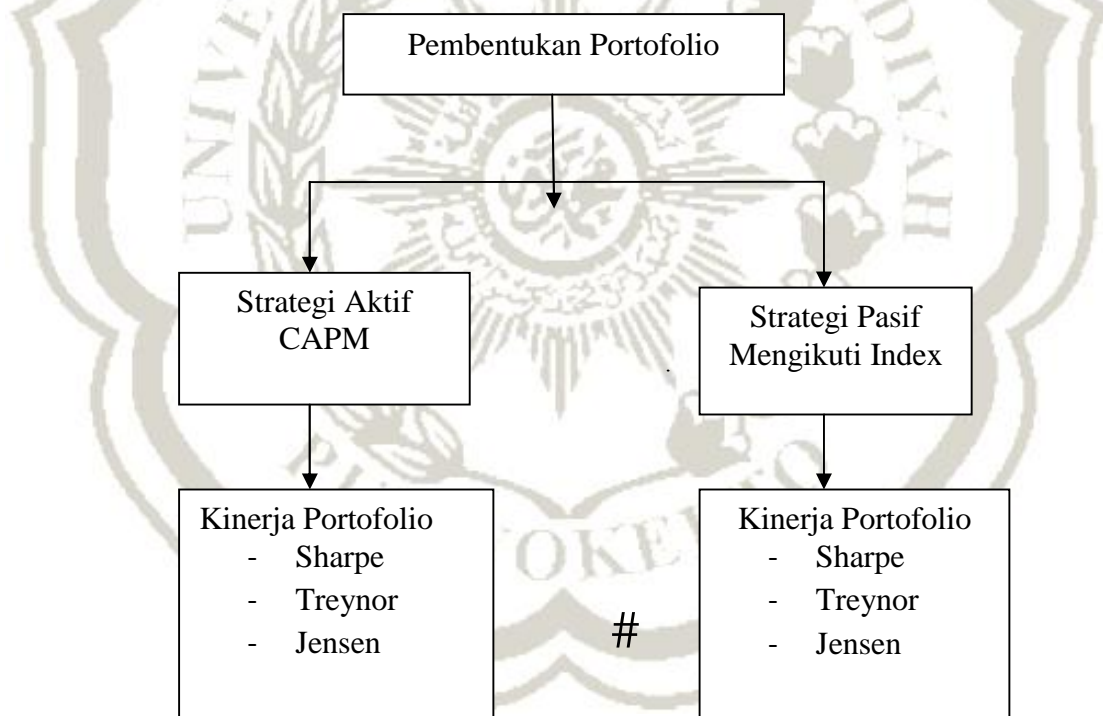 Pembentukan Portofolio
Strategi Aktif
CAPM
Strategi Pasif
Mengikuti Index
Kinerja Portofolio
- Sharpe
- Treynor
- Jensen
#
Kinerja Portofolio
- Sharpe
- Treynor
- Jensen